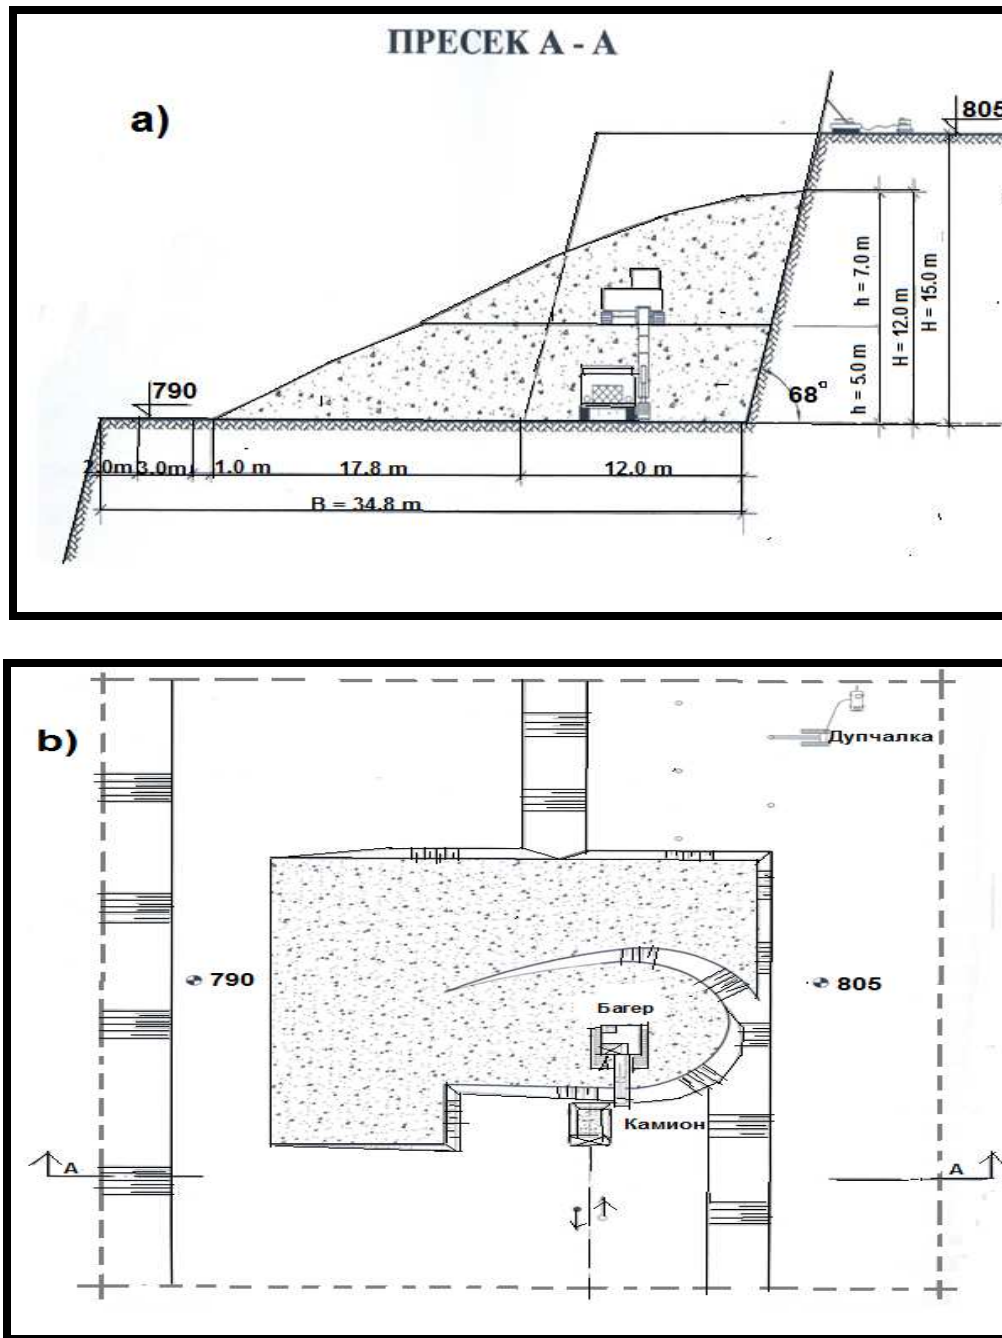 ПРЕСЕК А - А
a)
805
790
h = 7.0 m
H = 12.0 m
H = 15.0 m
h = 5.0 m
68°
2.0m
3.0m
1.0 m
17.8 m
12.0 m
B = 34.8 m
b)
Дупчалка
790
805
Багер
Камион
А
А